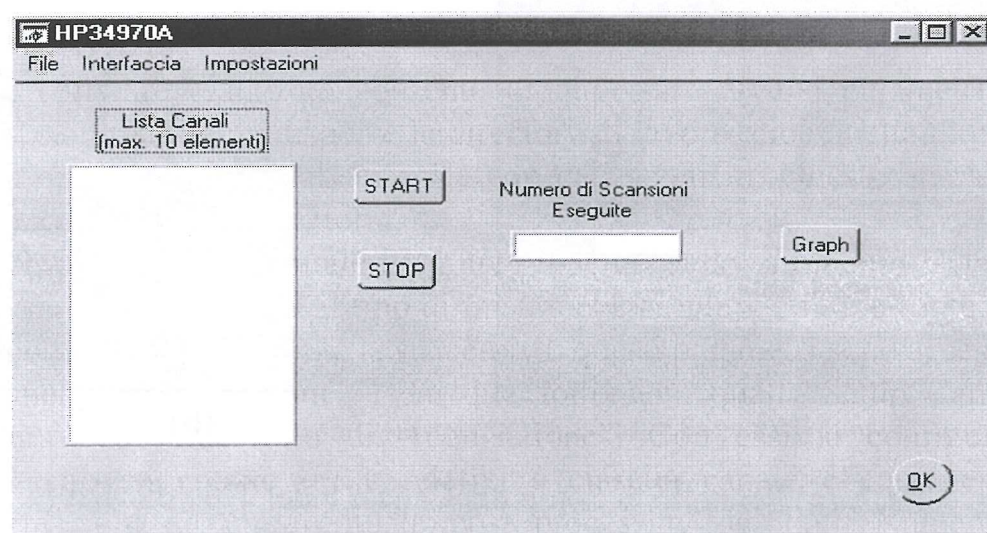 HP34970A
File Interfaccia Impostazioni
Lista Canali
(max. 10 elementi)
START
Numero di Scansioni
Eseguite
STOP
Graph
OK